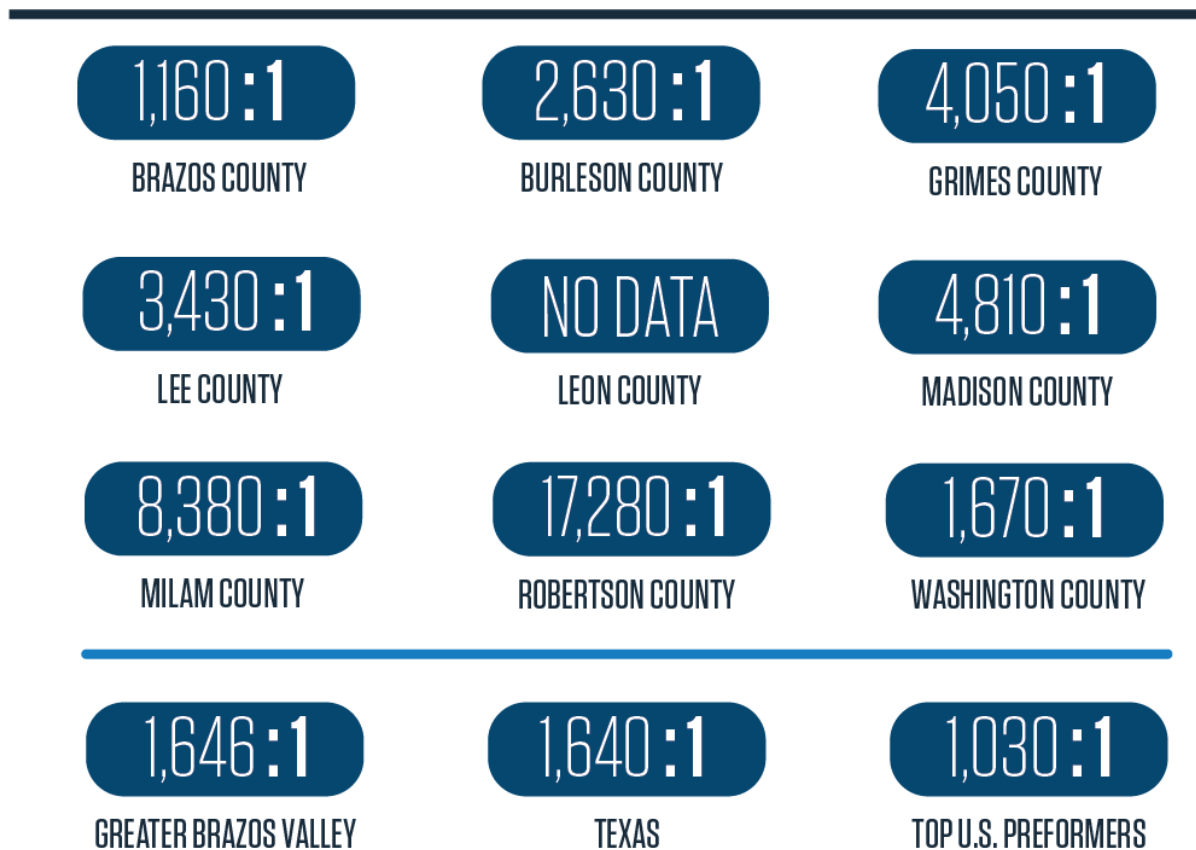 1,160 :1
2,630 :1
4,050 :1
BRAZOS COUNTY
BURLESON COUNTY
GRIMES COUNTY
3,430 :1
NO DATA
4,810 :1
LEE COUNTY
LEON COUNTY
MADISON COUNTY
8,380 :1
17,280 :1
1,670 :1
MILAM COUNTY
ROBERTSON COUNTY
WASHINGTON COUNTY
1,646 :1
1,640 :1
1,030 :1
GREATER BRAZOS VALLEY
TEXAS
TOP U.S. PREFORMERS